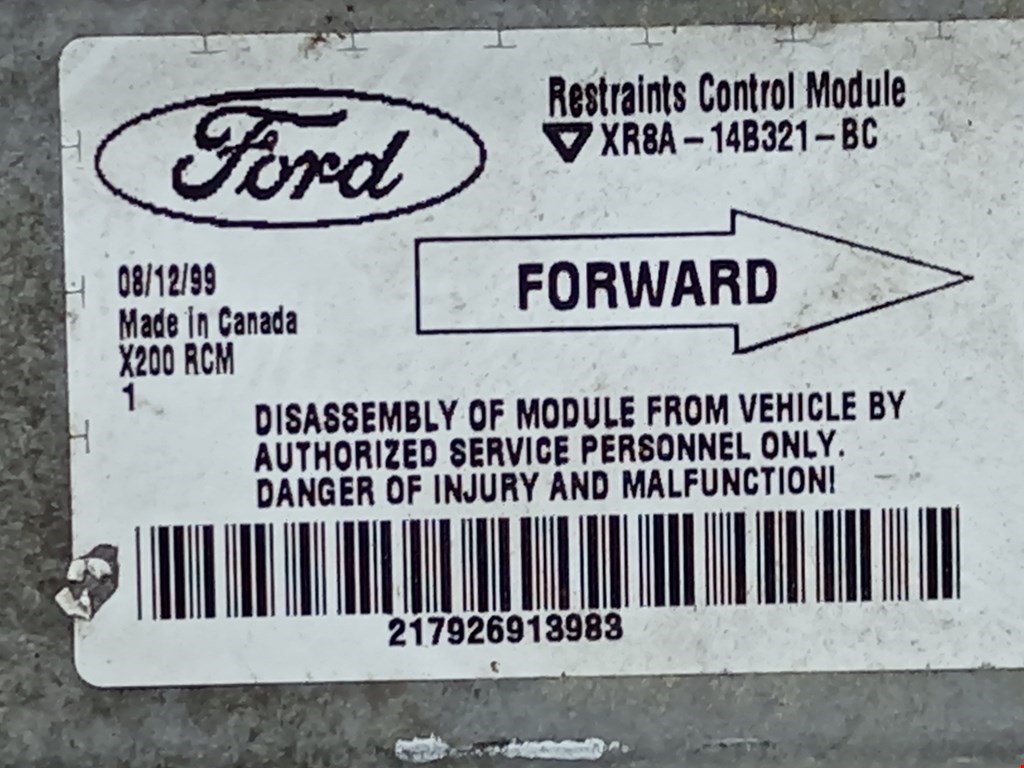 Ford
Restraints Control Module
XR8A-14B321-BC
FORWARD
08/12/99
Made in Canada
X200 RCM
1
DISASSEMBLY OF MODULE FROM VEHICLE BY
AUTHORIZED SERVICE PERSONNEL ONLY.
DANGER OF INJURY AND MALFUNCTION!
217926913983